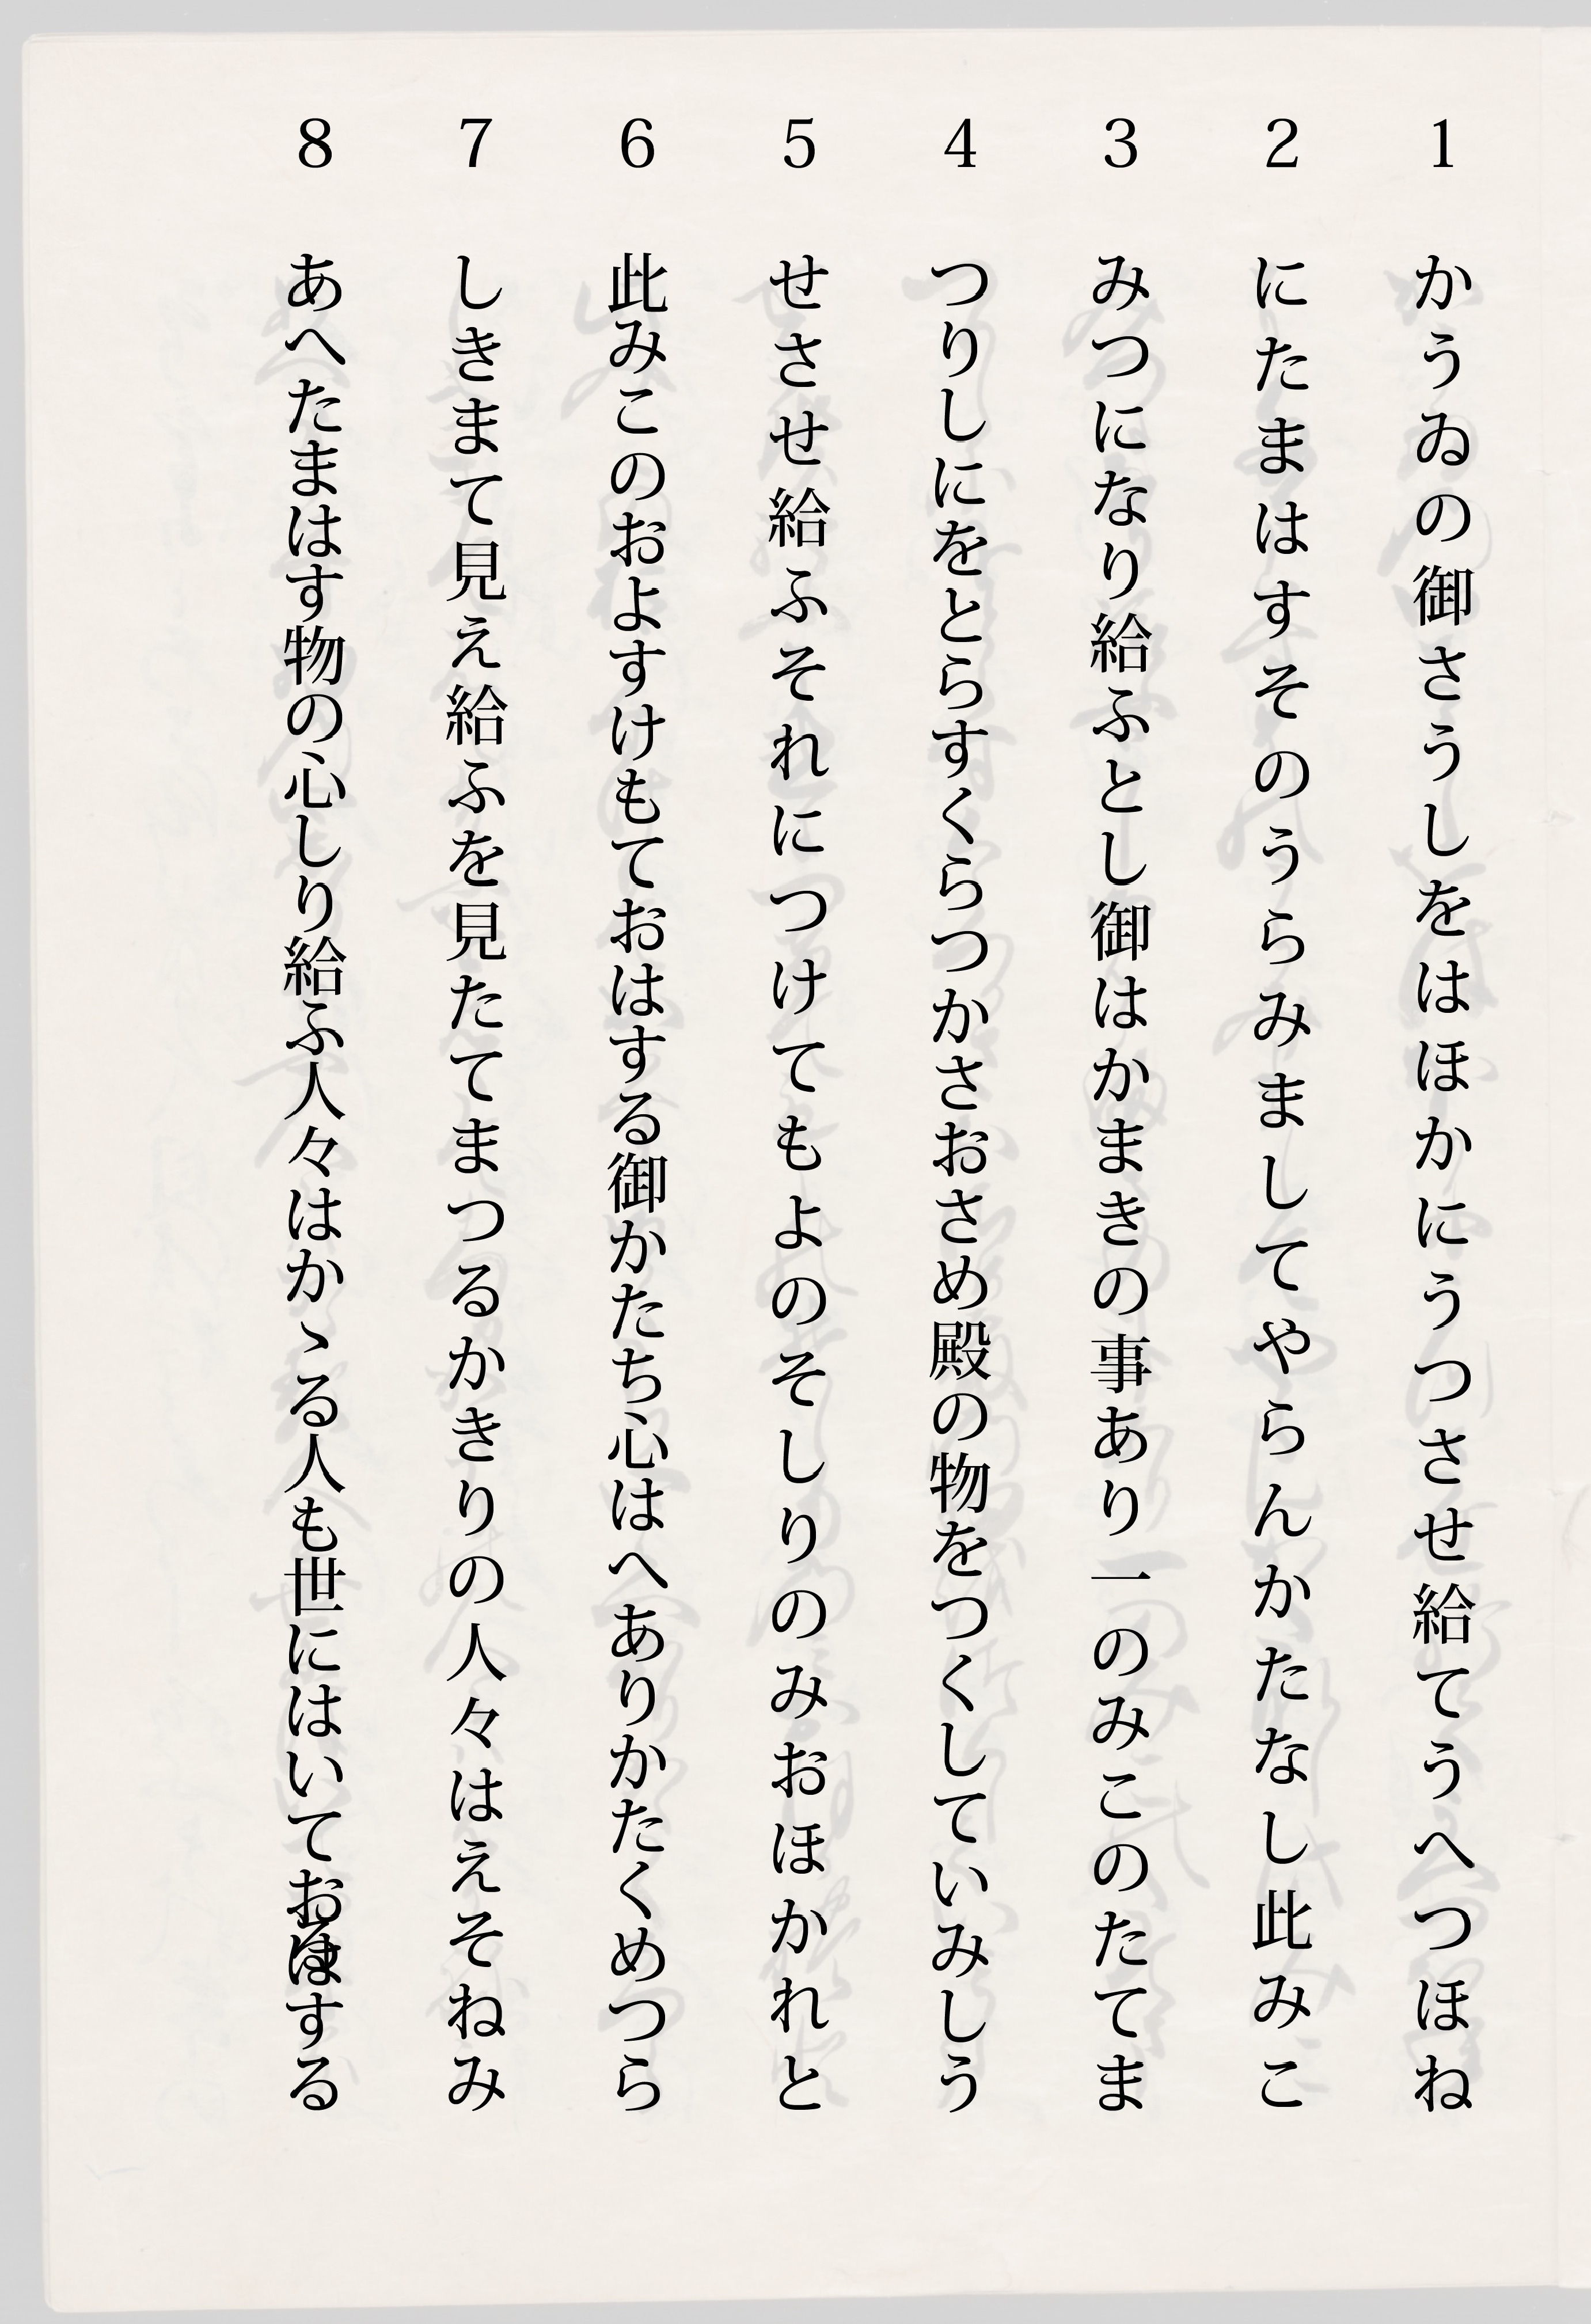 1 かうゐの御さうしをはほかにうつさせ給てうへつほね
2 にたまはすそのうらみましてやらんかたなし此みこ
3 みつになり給ふとし御はかまきの事あり一のみこのたてま
4 つりしにをとらすくらつかさおさめ殿の物をつくしていみしう
5 せさせ給ふそれにつけてもよのそしりのみおほかれと
6 此みこのおよすけもておはする御かたち心はへありかたくめつら
7 しきまて見え給ふを見たてまつるかきりの人々はえそねみ
8 あへたまはす物の心しり給ふ人々はかゝる人も世にはいておはする